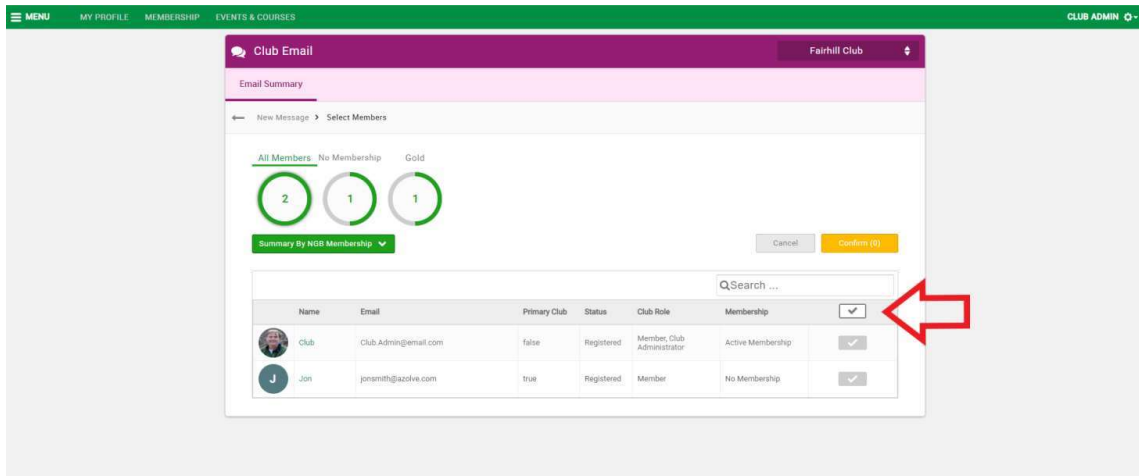 MENU MY PROFILE MEMBERSHIP EVENTS & COURSES CLUB ADMIN
Club Email Fairhill Club
Email Summary
New Message > Select Members
All Members No Membership Gold
2 1 1
Summary By NGB Membership Cancel Confirm (0)
Search ...
Name Email Primary Club Status Club Role Membership
Club Club.Admin@email.com false Registered Member, Club Administrator Active Membership
J Jon jonsmith@azolve.com true Registered Member No Membership